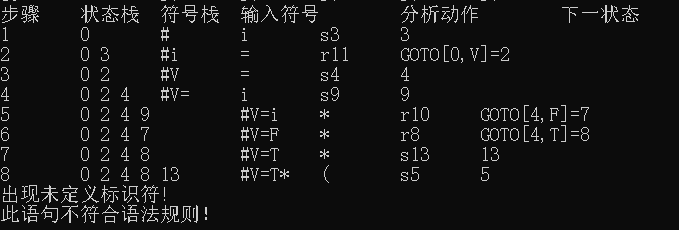 步骤 状态栈 符号栈 输入符号 分析动作 下一状态
1 0 # i s3 3
2 0 3 #i = r11 GOTO[0,V]=2
3 0 2 #V = s4 4
4 0 2 4 #V= i s9 9
5 0 2 4 9 #V=i * r10 GOTO[4,F]=7
6 0 2 4 7 #V=F * r8 GOTO[4,T]=8
7 0 2 4 8 #V=T * s13 13
8 0 2 4 8 13 #V=T* ( s5 5
出现未定义标识符!
此语句不符合语法规则!